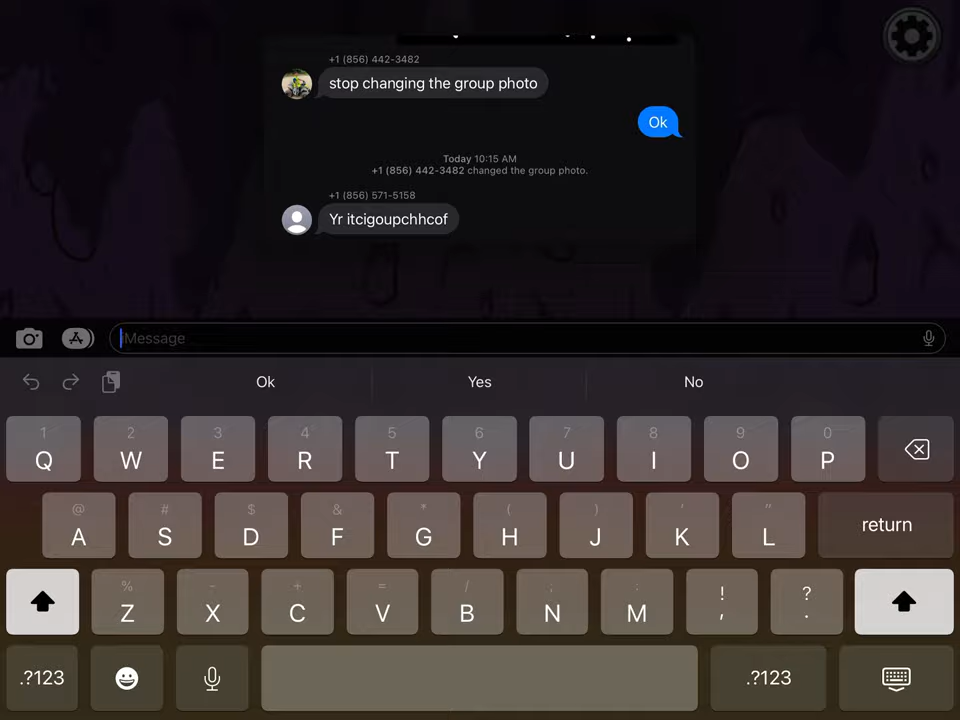 +1 (856) 442-3482
stop changing the group photo
Ok
Today 10:15 AM
+1 (856) 442-3482 changed the group photo.
+1 (856) 571-5158
Yr itcigoupchhcof
iMessage
Ok Yes No
1 2 3 4 5 6 7 8 9 0
Q W E R T Y U I O P
@ # $ & * ( ) ' "
A S D F G H J K L return
% - + = / ; : ! ?
Z X C V B N M , .
.?123 .?123